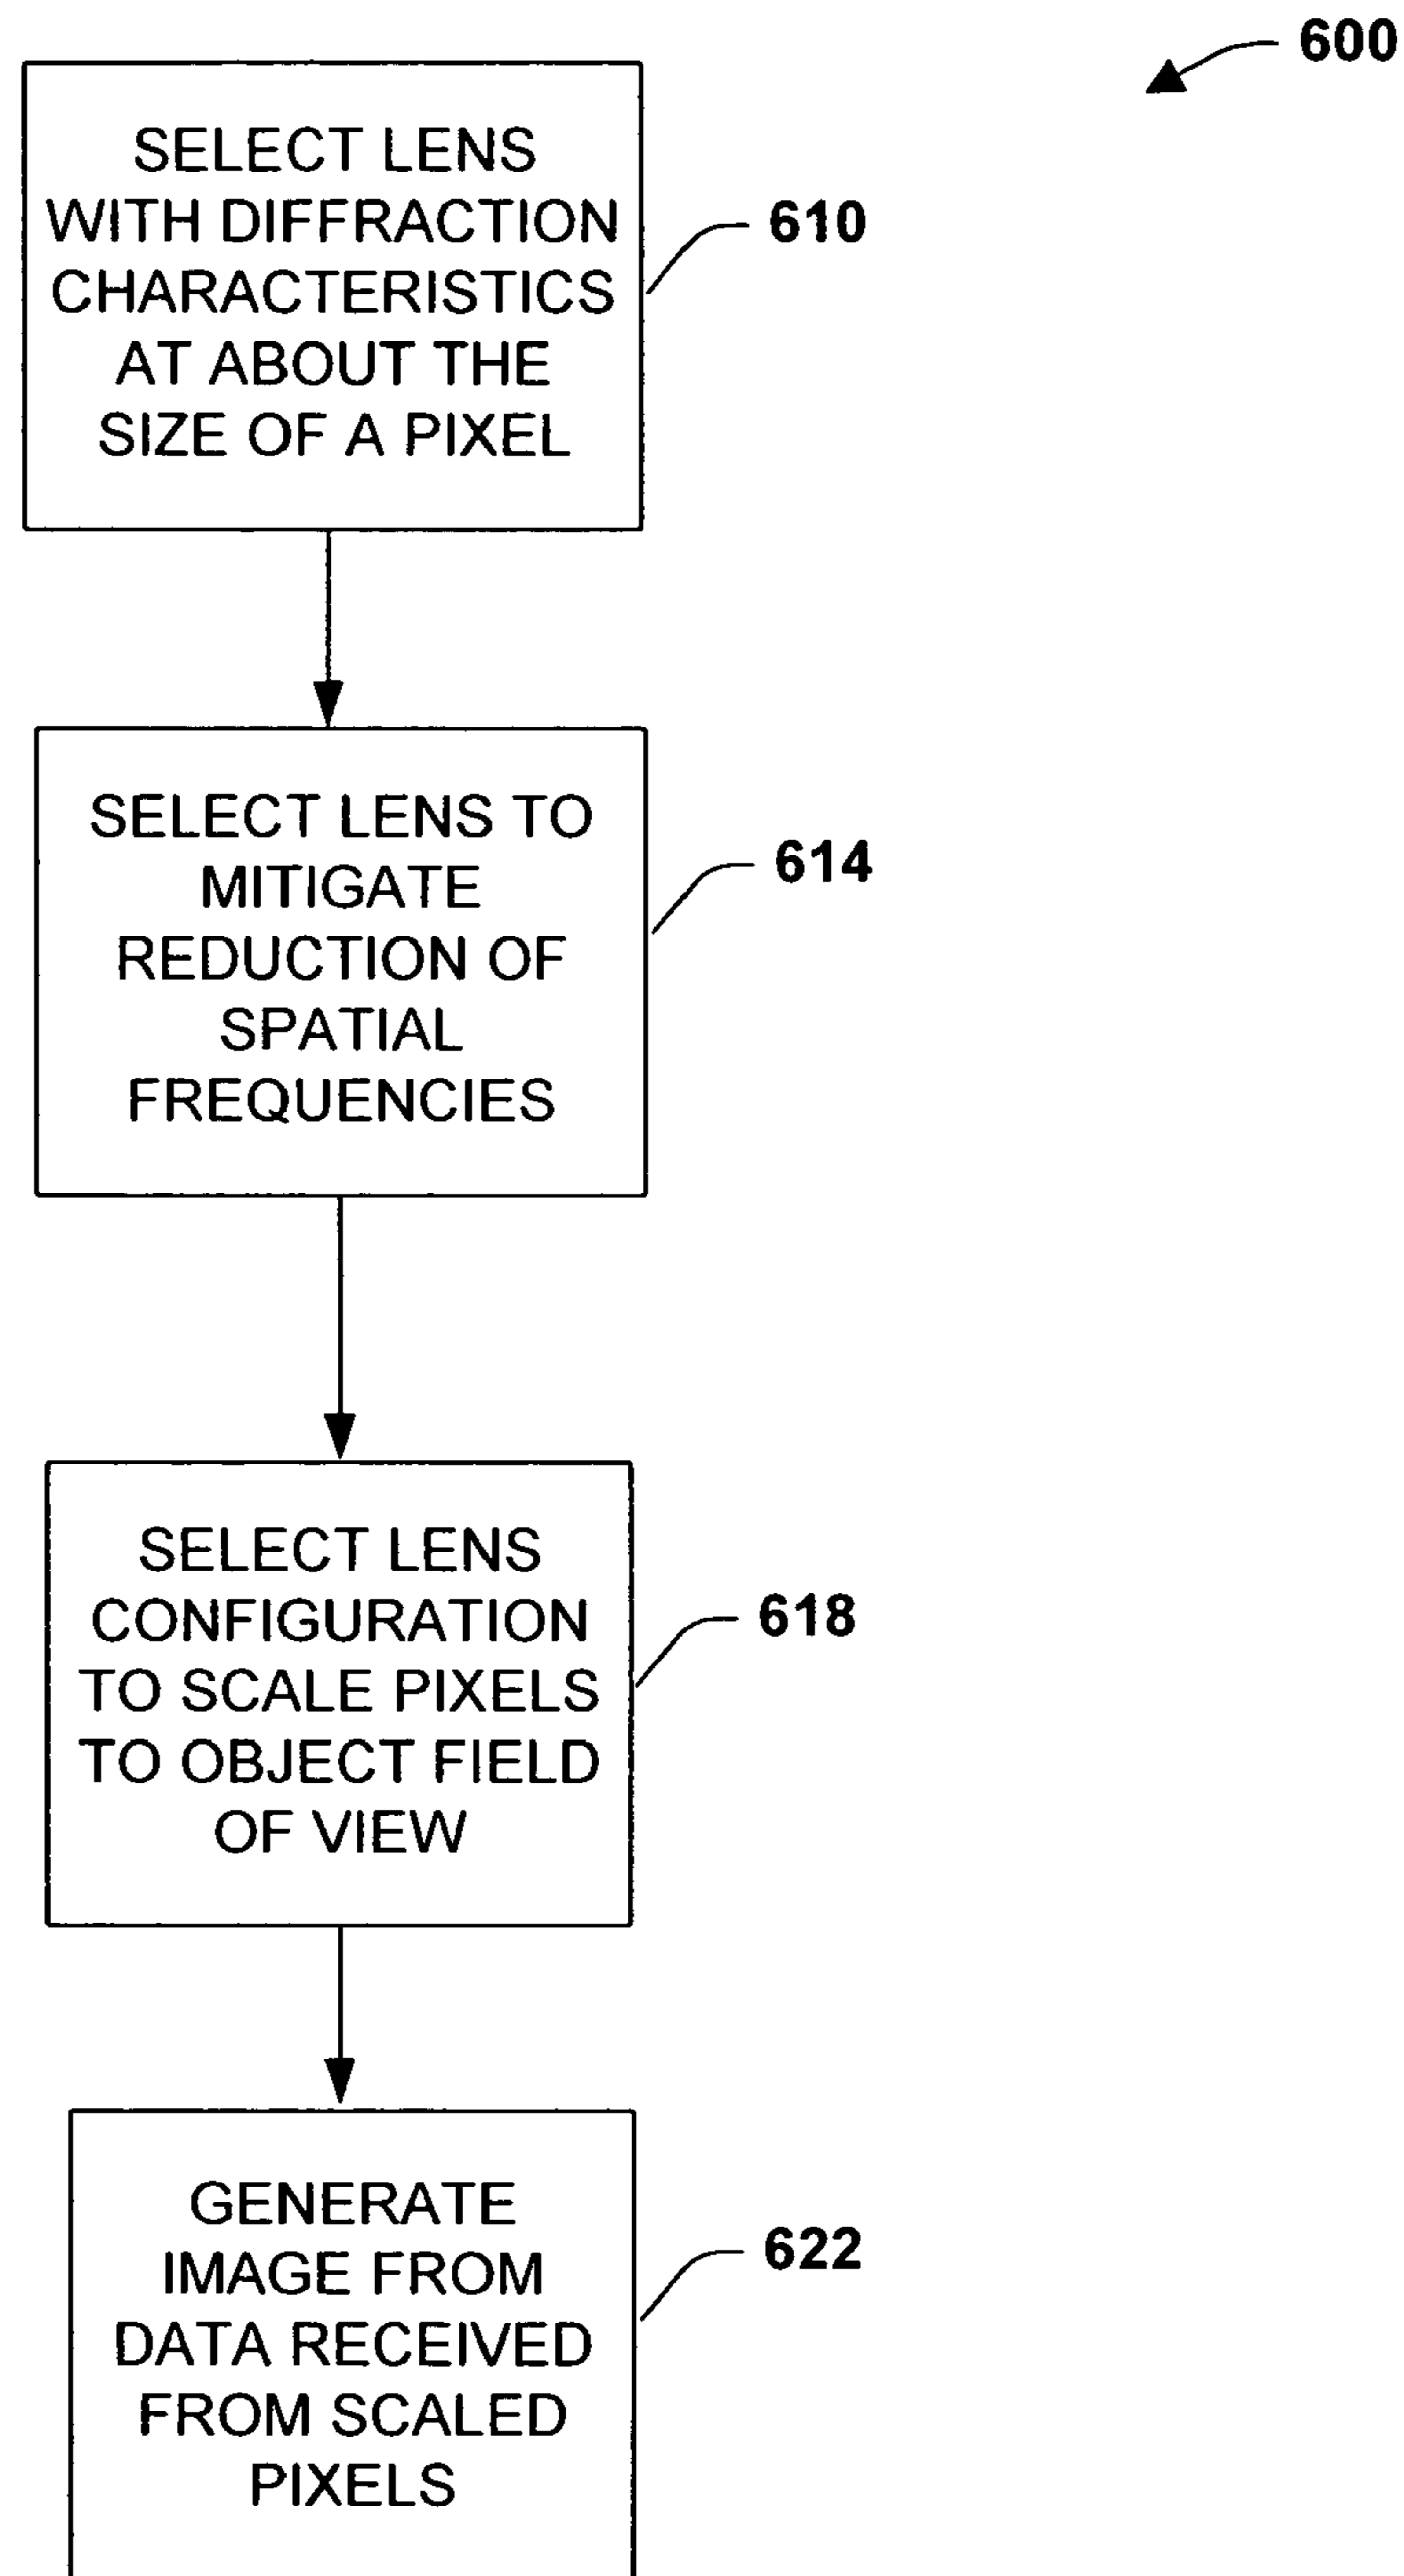 600
SELECT LENS
WITH DIFFRACTION
CHARACTERISTICS
AT ABOUT THE
SIZE OF A PIXEL
610
SELECT LENS TO
MITIGATE
REDUCTION OF
SPATIAL
FREQUENCIES
614
SELECT LENS
CONFIGURATION
TO SCALE PIXELS
TO OBJECT FIELD
OF VIEW
618
GENERATE
IMAGE FROM
DATA RECEIVED
FROM SCALED
PIXELS
622